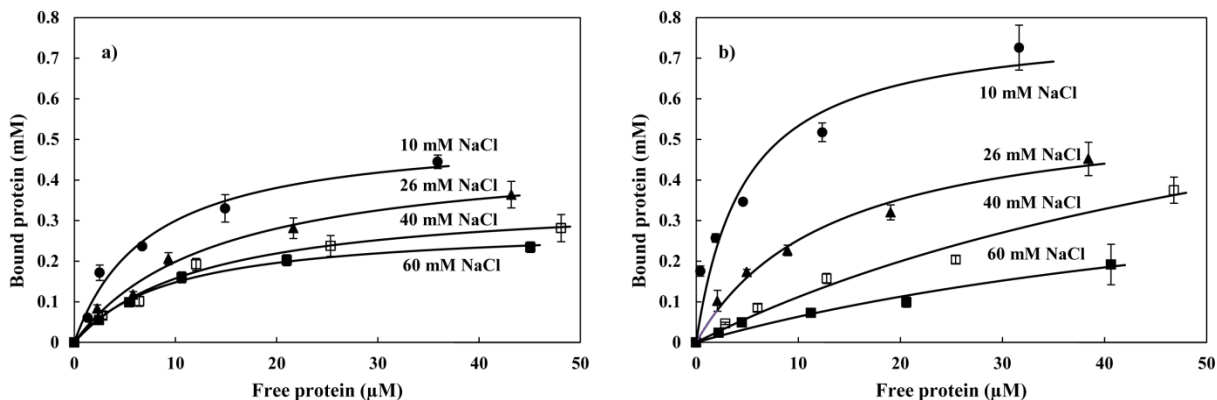 a)
0.8
0.7
0.6
0.5
0.4
0.3
0.2
0.1
0
Bound protein (mM)
10 mM NaCl
26 mM NaCl
40 mM NaCl
60 mM NaCl
0 10 20 30 40 50
Free protein (µM)
b)
0.8
0.7
0.6
0.5
0.4
0.3
0.2
0.1
0
Bound protein (mM)
10 mM NaCl
26 mM NaCl
40 mM NaCl
60 mM NaCl
0 10 20 30 40 50
Free protein (µM)